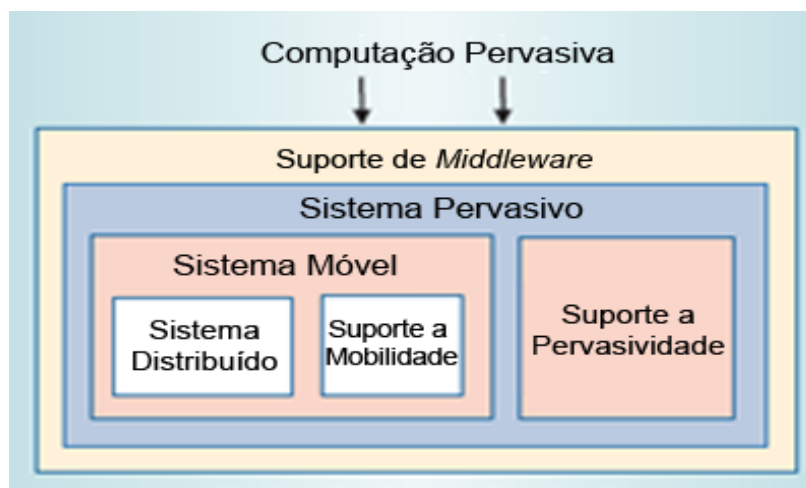 Computação Pervasiva
Suporte de Middleware
Sistema Pervasivo
Sistema Móvel
Sistema
Distribuído
Suporte a
Mobilidade
Suporte a
Pervasividade